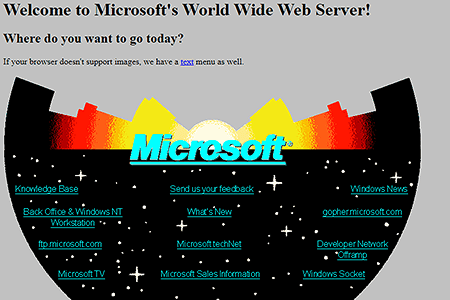 Welcome to Microsoft's World Wide Web Server!
Where do you want to go today?
If your browser doesn't support images, we have a text menu as well.
Microsoft®
Knowledge Base Send us your feedback Windows News
Back Office & Windows NT Workstation What's New gopher.microsoft.com
ftp.microsoft.com Microsoft technet Developer Network Offramp
Microsoft TV Microsoft Sales Information Windows Socket